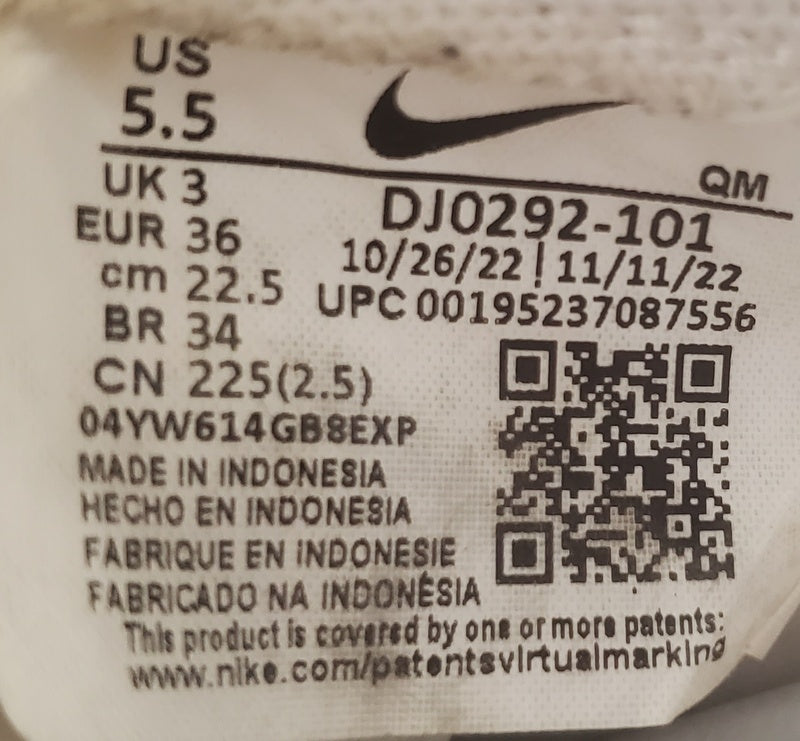 US
5.5
QM
UK 3
EUR 36
cm 22.5
BR 34
CN 225(2.5)
DJ0292-101
10/26/22 | 11/11/22
UPC 00195237087556
04YW614GB8EXP
MADE IN INDONESIA
HECHO EN INDONESIA
FABRIQUE EN INDONESIE
FABRICADO NA INDONÉSIA
This product is covered by one or more patents:
www.nike.com/patentsvirtualmarking